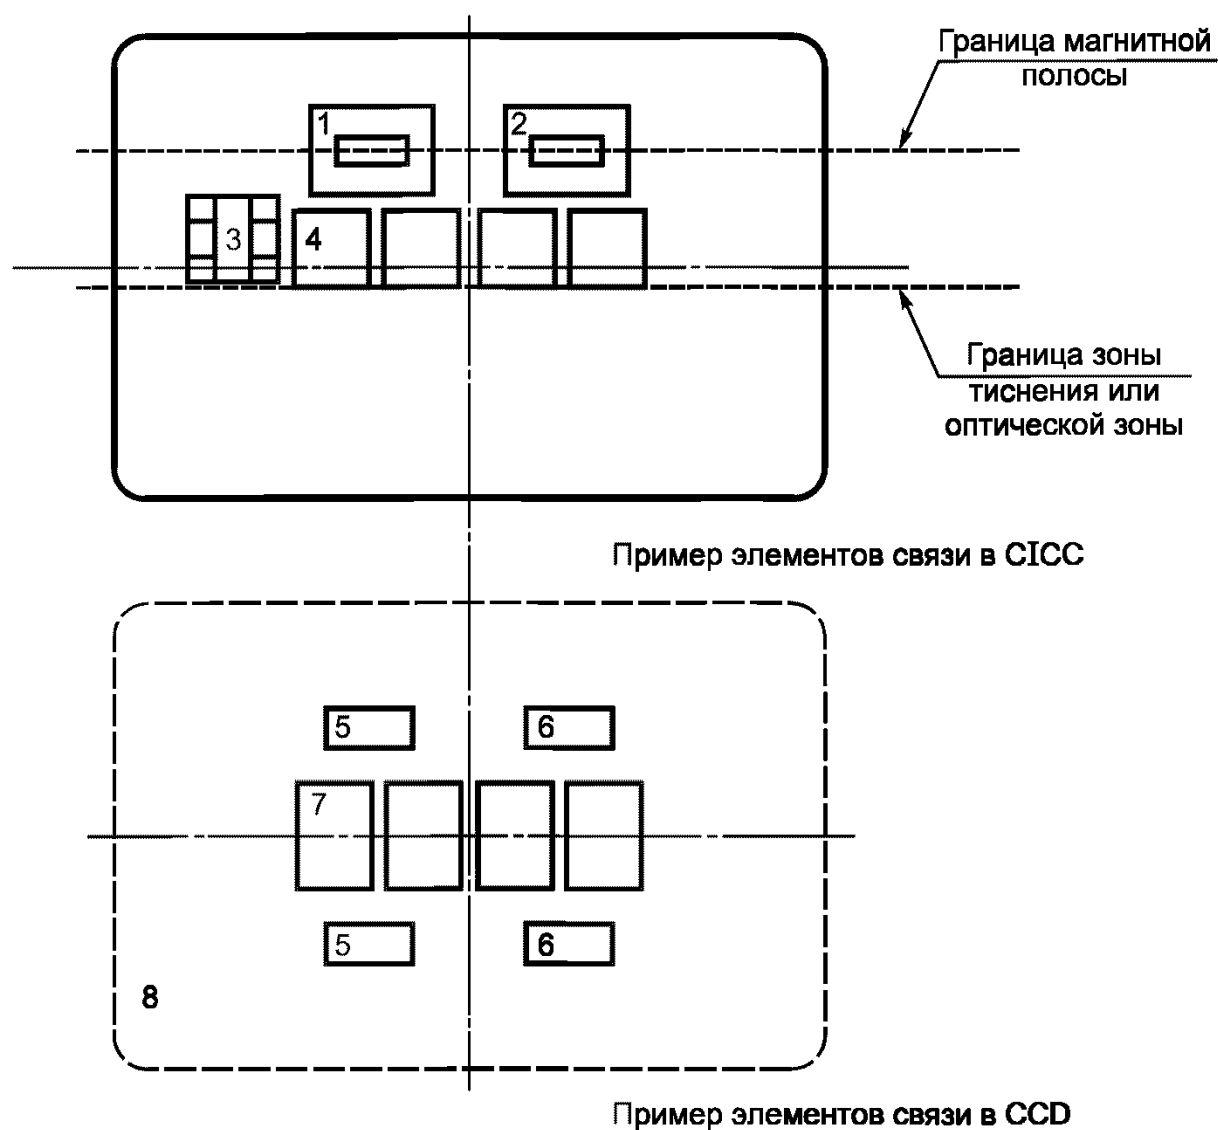 Граница магнитной
полосы
1
2
3
4
Граница зоны
тиснения или
оптической зоны
Пример элементов связи в CICC
5
6
7
5
6
8
Пример элементов связи в CCD